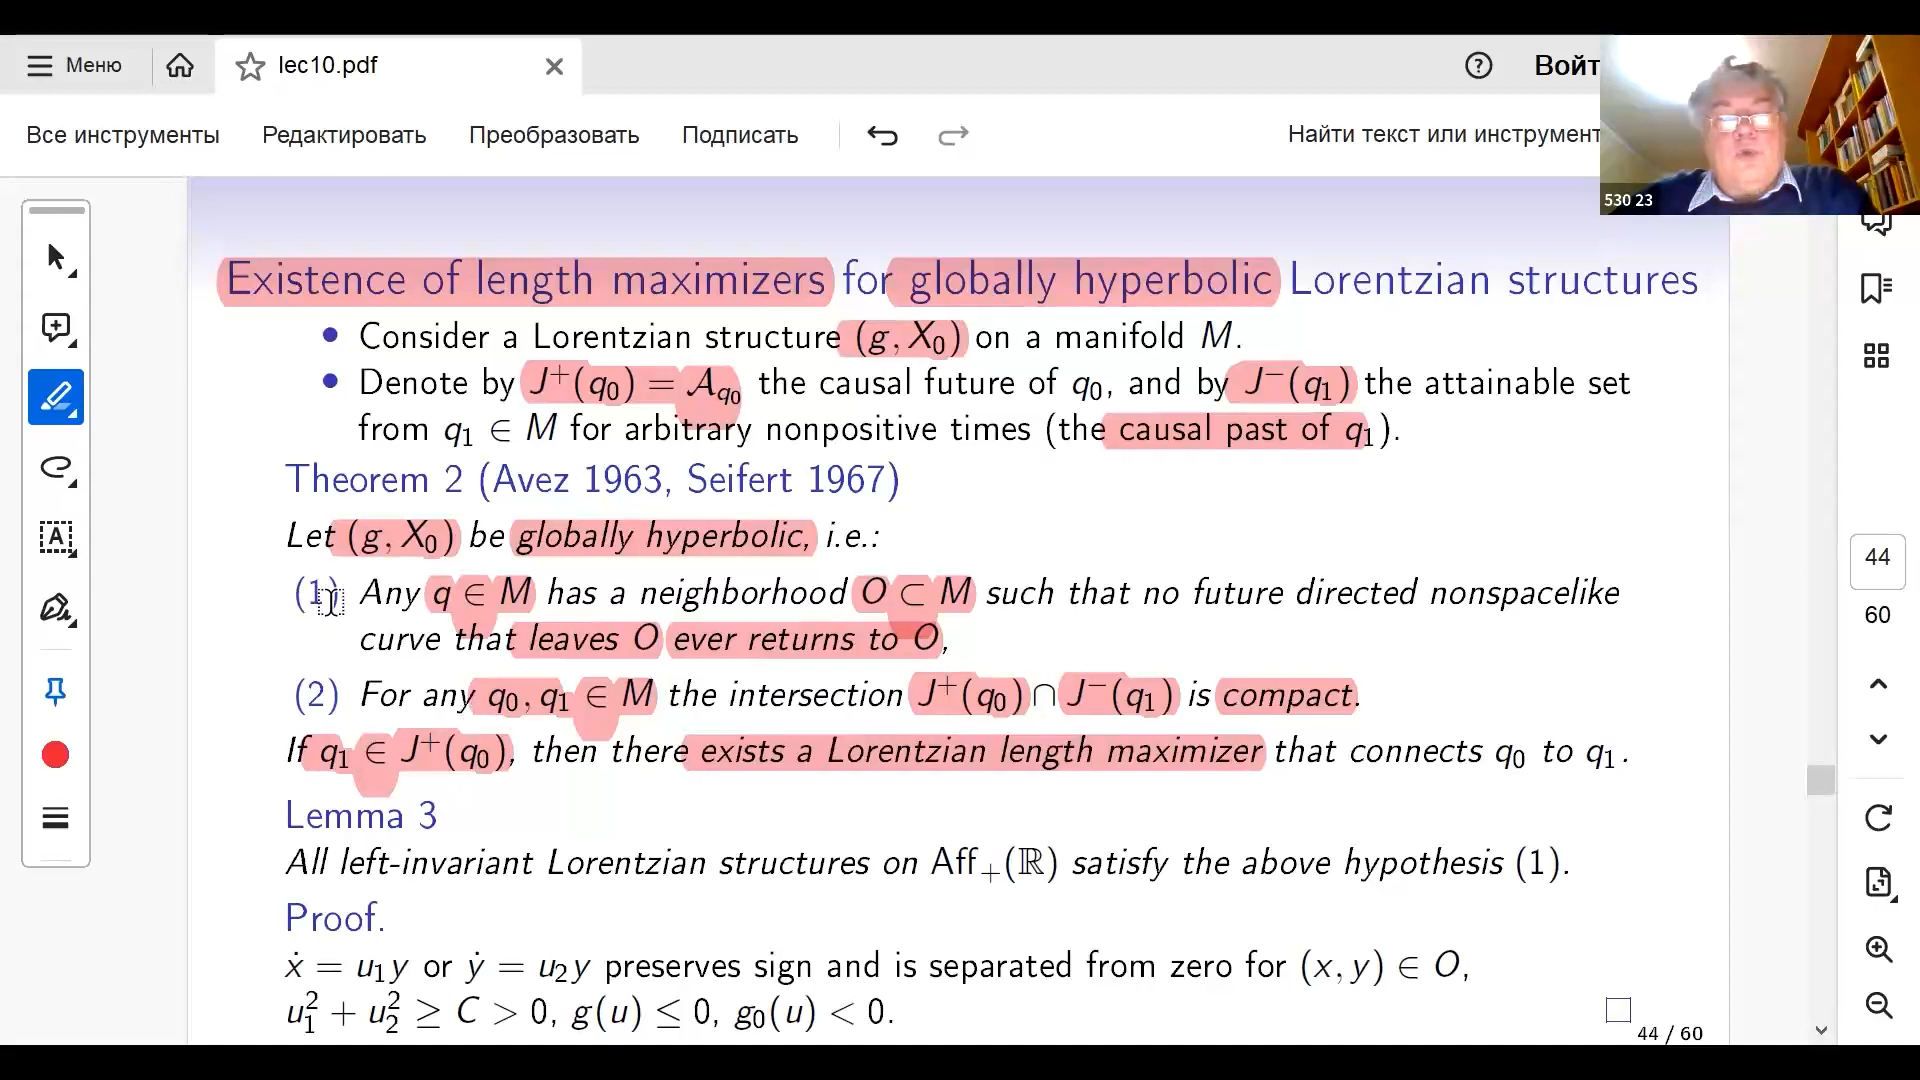 Меню
lec10.pdf
Войт
Все инструменты Редактировать Преобразовать Подписать
Найти текст или инструмент
530 23
Existence of length maximizers for globally hyperbolic Lorentzian structures
• Consider a Lorentzian structure (g, X₀) on a manifold M.
• Denote by J⁺(q₀) = 𝒜_q₀ the causal future of q₀, and by J⁻(q₁) the attainable set
from q₁ ∈ M for arbitrary nonpositive times (the causal past of q₁).
Theorem 2 (Avez 1963, Seifert 1967)
Let (g, X₀) be globally hyperbolic, i.e.:
(1) Any q ∈ M has a neighborhood O ⊂ M such that no future directed nonspacelike
curve that leaves O ever returns to O,
(2) For any q₀, q₁ ∈ M the intersection J⁺(q₀) ∩ J⁻(q₁) is compact.
If q₁ ∈ J⁺(q₀), then there exists a Lorentzian length maximizer that connects q₀ to q₁.
Lemma 3
All left-invariant Lorentzian structures on Aff₊(ℝ) satisfy the above hypothesis (1).
Proof.
ẋ = u₁y or ẏ = u₂y preserves sign and is separated from zero for (x, y) ∈ O,
u₁² + u₂² ≥ C > 0, g(u) ≤ 0, g₀(u) < 0.
44 / 60
44
60